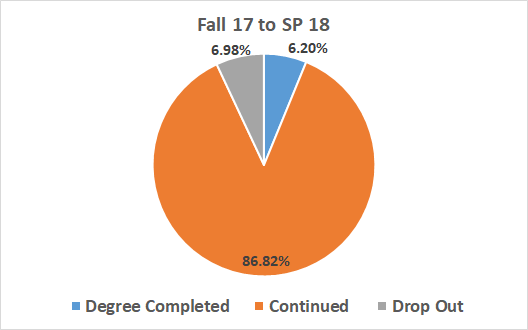 Fall 17 to SP 18
6.98%
6.20%
86.82%
Degree Completed
Continued
Drop Out